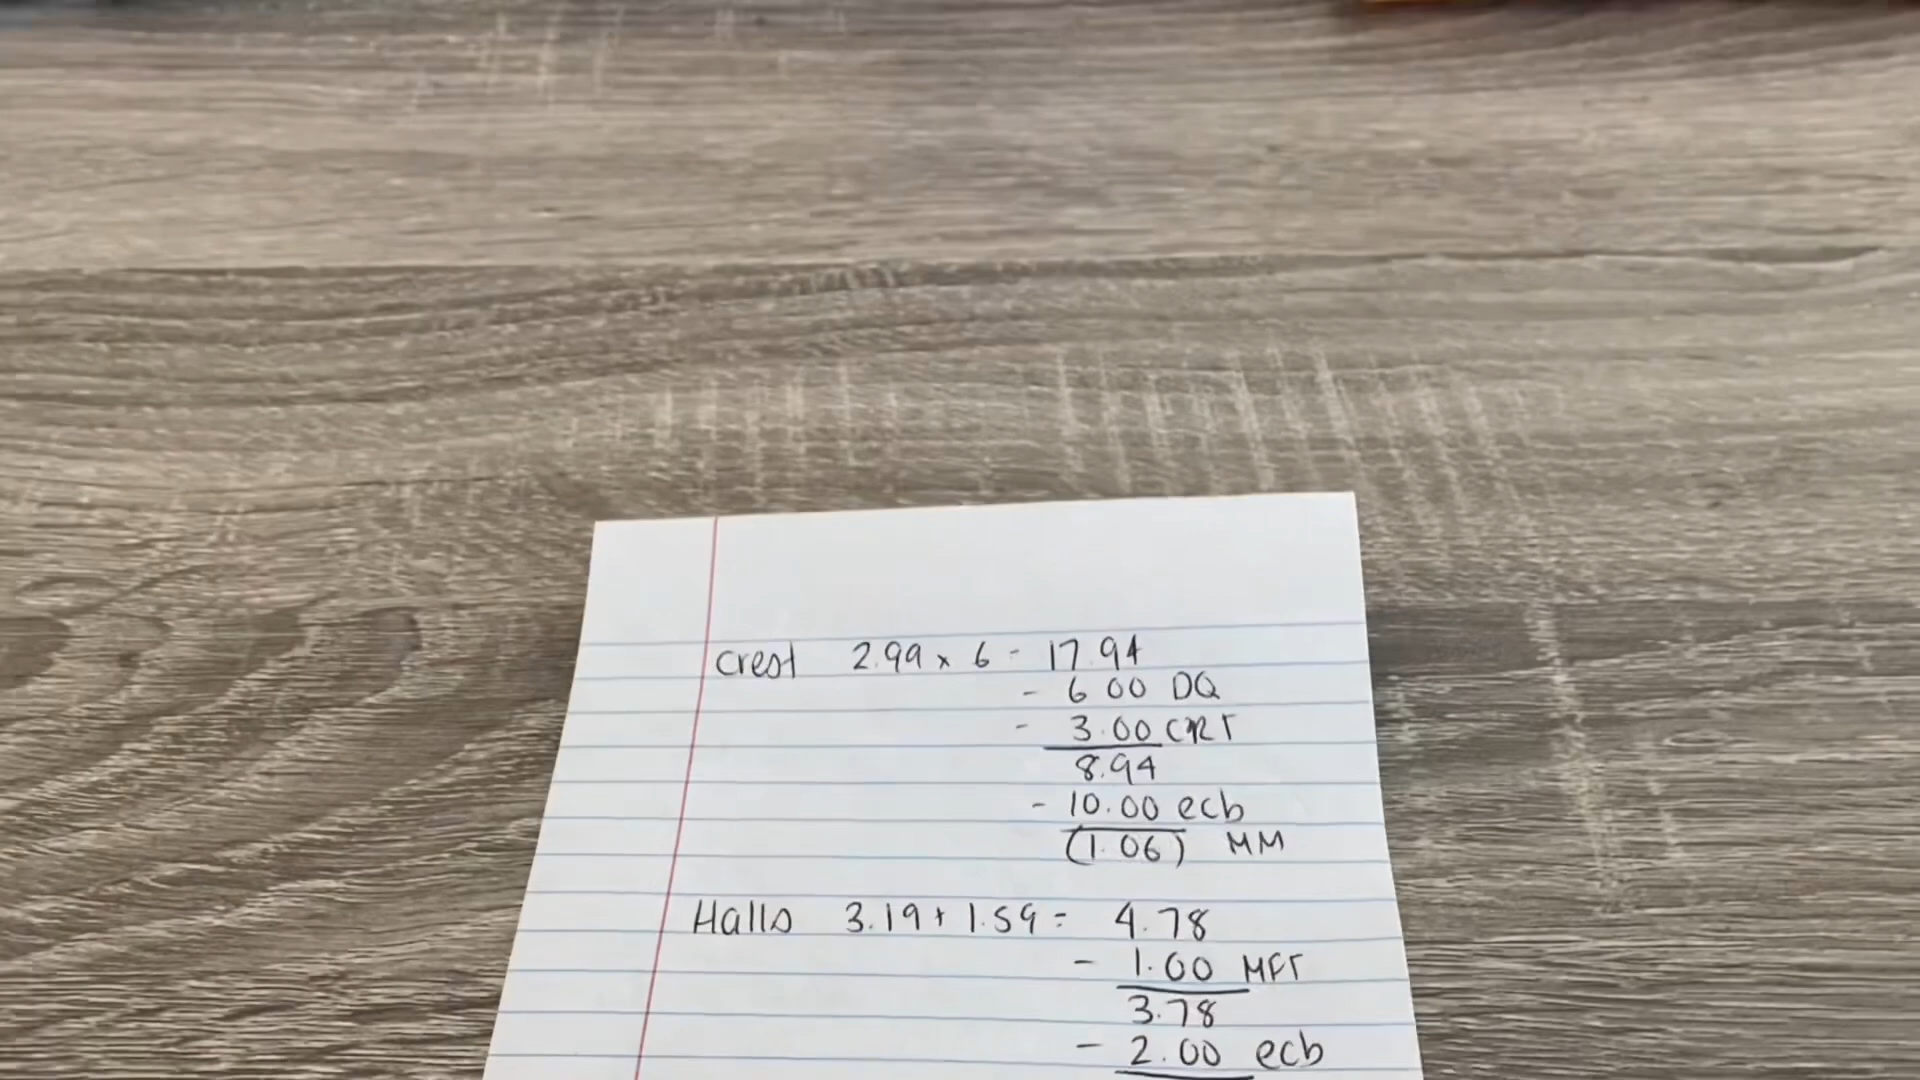 Crest 2.99 x 6 - 17.94
- 6.00 DQ
- 3.00 CRT
8.94
- 10.00 ecb
(1.06) MM
Halls 3.19 + 1.59 = 4.78
- 1.00 MFT
3.78
- 2.00 ecb